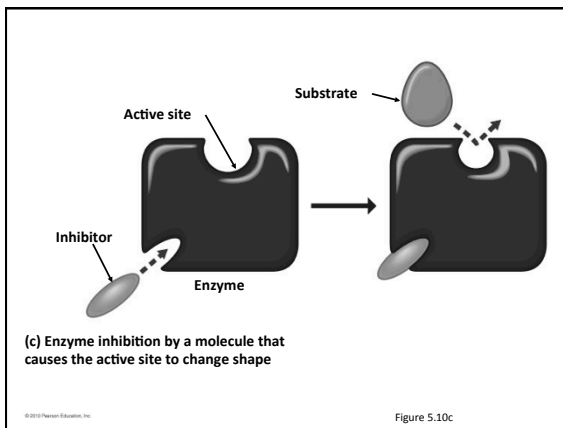 Substrate
Active site
Inhibitor
Enzyme
(c) Enzyme inhibition by a molecule that
causes the active site to change shape
© 2010 Pearson Education, Inc.
Figure 5.10c